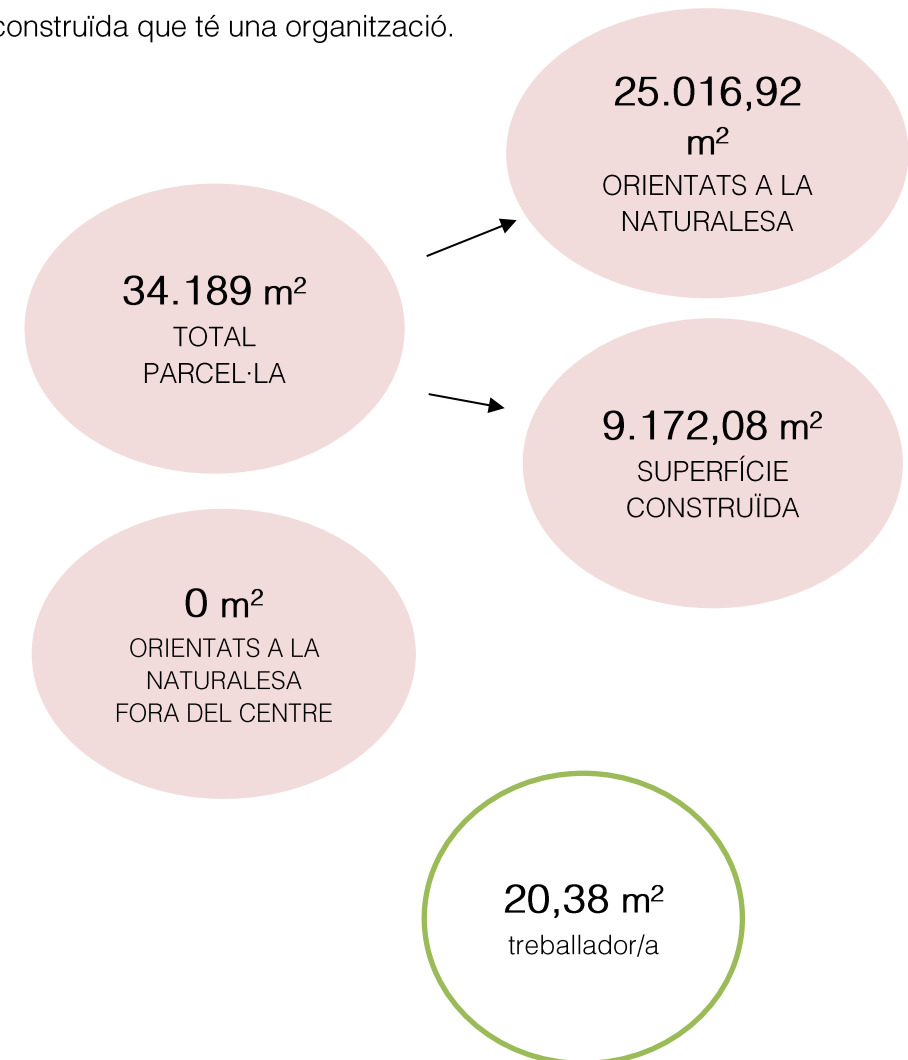 construïda que té una organització.
25.016,92
m²
ORIENTATS A LA
NATURALESA
34.189 m²
TOTAL
PARCEL·LA
9.172,08 m²
SUPERFÍCIE
CONSTRUÏDA
0 m²
ORIENTATS A LA
NATURALESA
FORA DEL CENTRE
20,38 m²
treballador/a